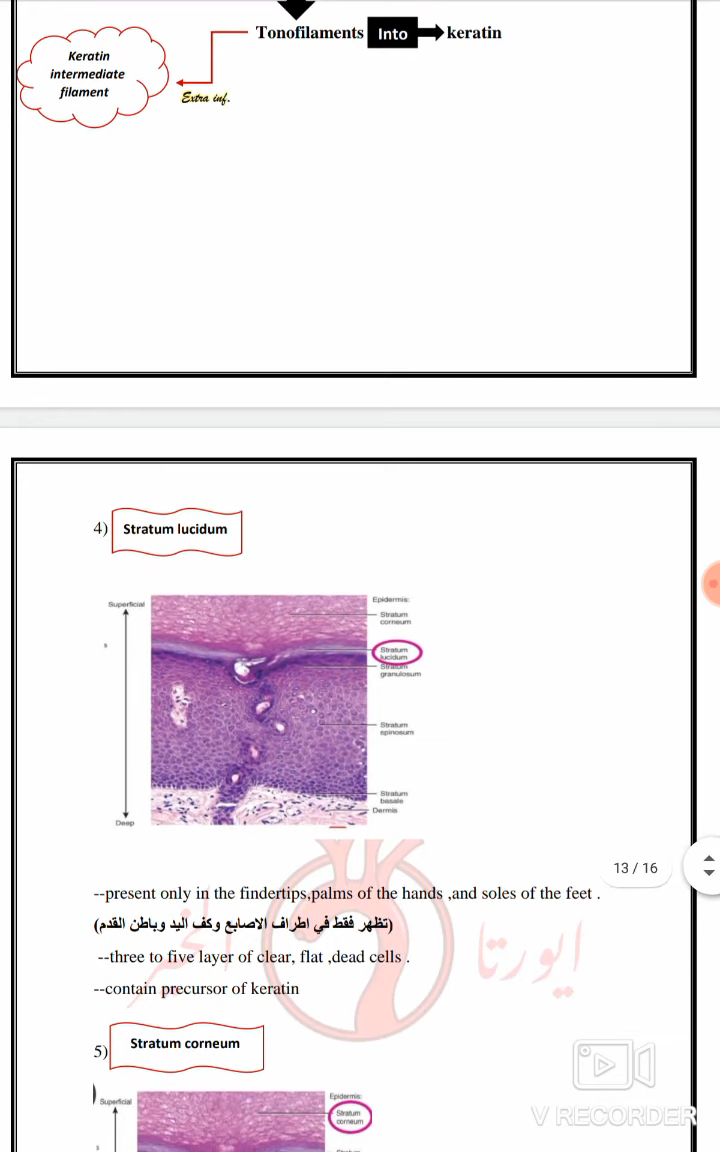 Tonofilaments Into keratin
Keratin
intermediate
filament
Extra inf.
4) Stratum lucidum
Superficial
Epidermis:
Stratum
corneum
s
Stratum
lucidum
Stratum
granulosum
Stratum
spinosum
Stratum
basale
Dermis
Deep
13 / 16
--present only in the findertips,palms of the hands ,and soles of the feet .
(تظهر فقط في اطراف الاصابع وكف اليد وباطن القدم)
--three to five layer of clear, flat ,dead cells .
ايورتا
--contain precursor of keratin
5) Stratum corneum
Superficial
Epidermis:
Stratum
corneum
s
V RECORDER